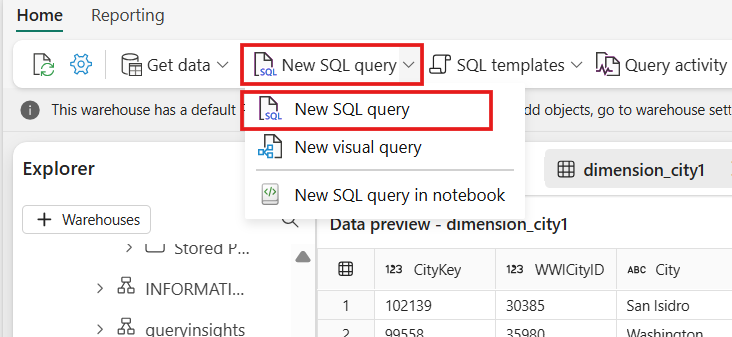 Home Reporting
Get data New SQL query SQL templates Query activity
SQL New SQL query
This warehouse has a default dd objects, go to warehouse sett
New visual query
Explorer
dimension_city1
New SQL query in notebook
+ Warehouses
Data preview - dimension_city1
Stored P...
123 CityKey 123 WWICityID ABC City
INFORMATI...
1 102139 30385 San Isidro
queryinsights
2 99558 35980 Washington